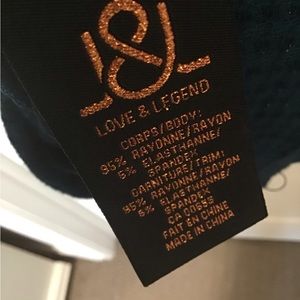 LOVE & LEGEND
CORPS/BODY:
95% RAYONNE/RAYON
5% ELASTHANNE/
SPANDEX
GARNITURE/TRIM:
95% RAYONNE/RAYON
5% ELASTHANNE/
SPANDEX
CA 00553
FAIT EN CHINE
MADE IN CHINA